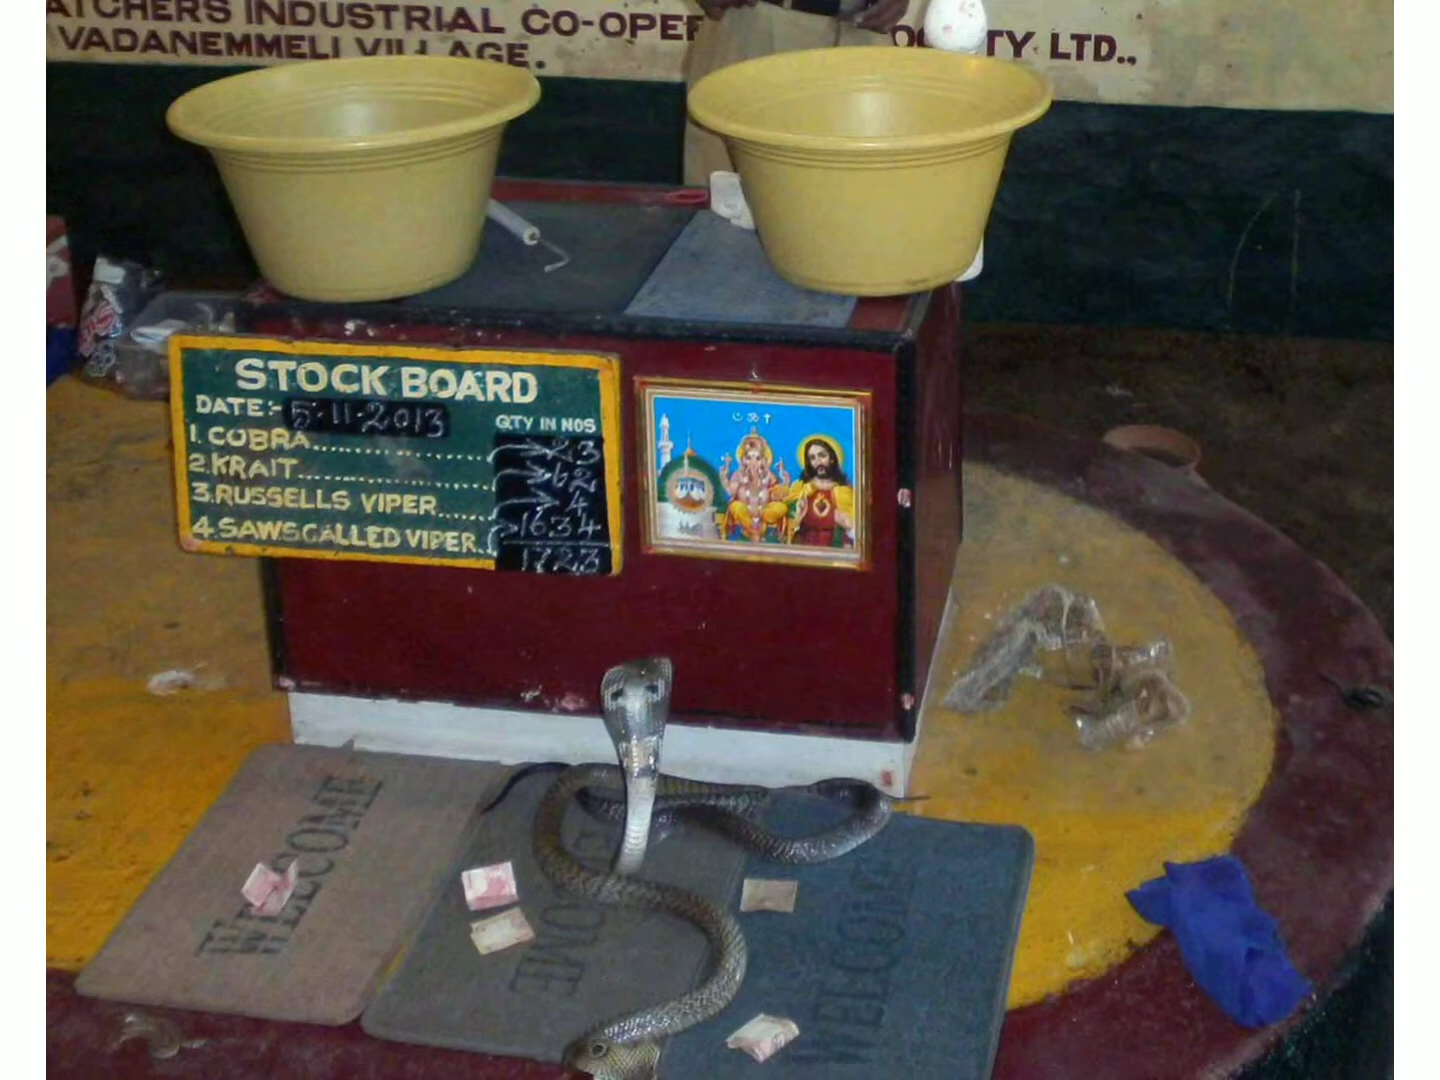 ATCHERS INDUSTRIAL CO-OPER TY LTD.,
VADANEMMELI VILLAGE.
STOCK BOARD
DATE:- 5-11-2013 QTY IN NOS
1. COBRA............................ 23
2. KRAIT............................ 62
3. RUSSELLS VIPER...... 4
4. SAWSCALLED VIPER.. 1634
1723
WELCOME
WELCOME
WELCOME